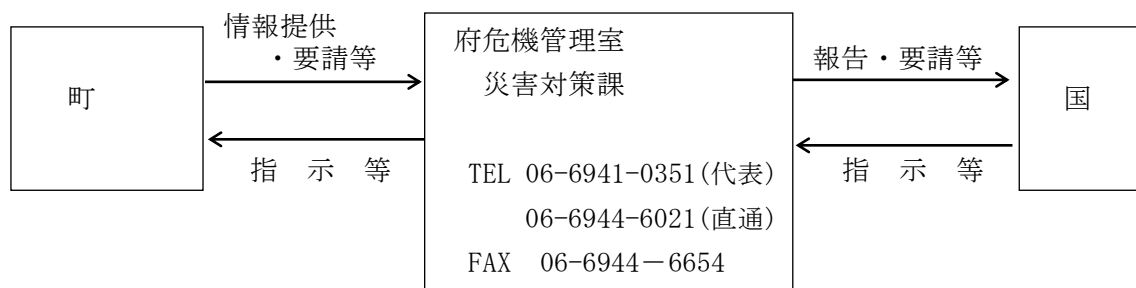 情報提供
・要請等
町
指 示 等
府危機管理室
災害対策課
TEL 06-6941-0351(代表)
06-6944-6021(直通)
FAX 06-6944－6654
報告・要請等
指 示 等
国